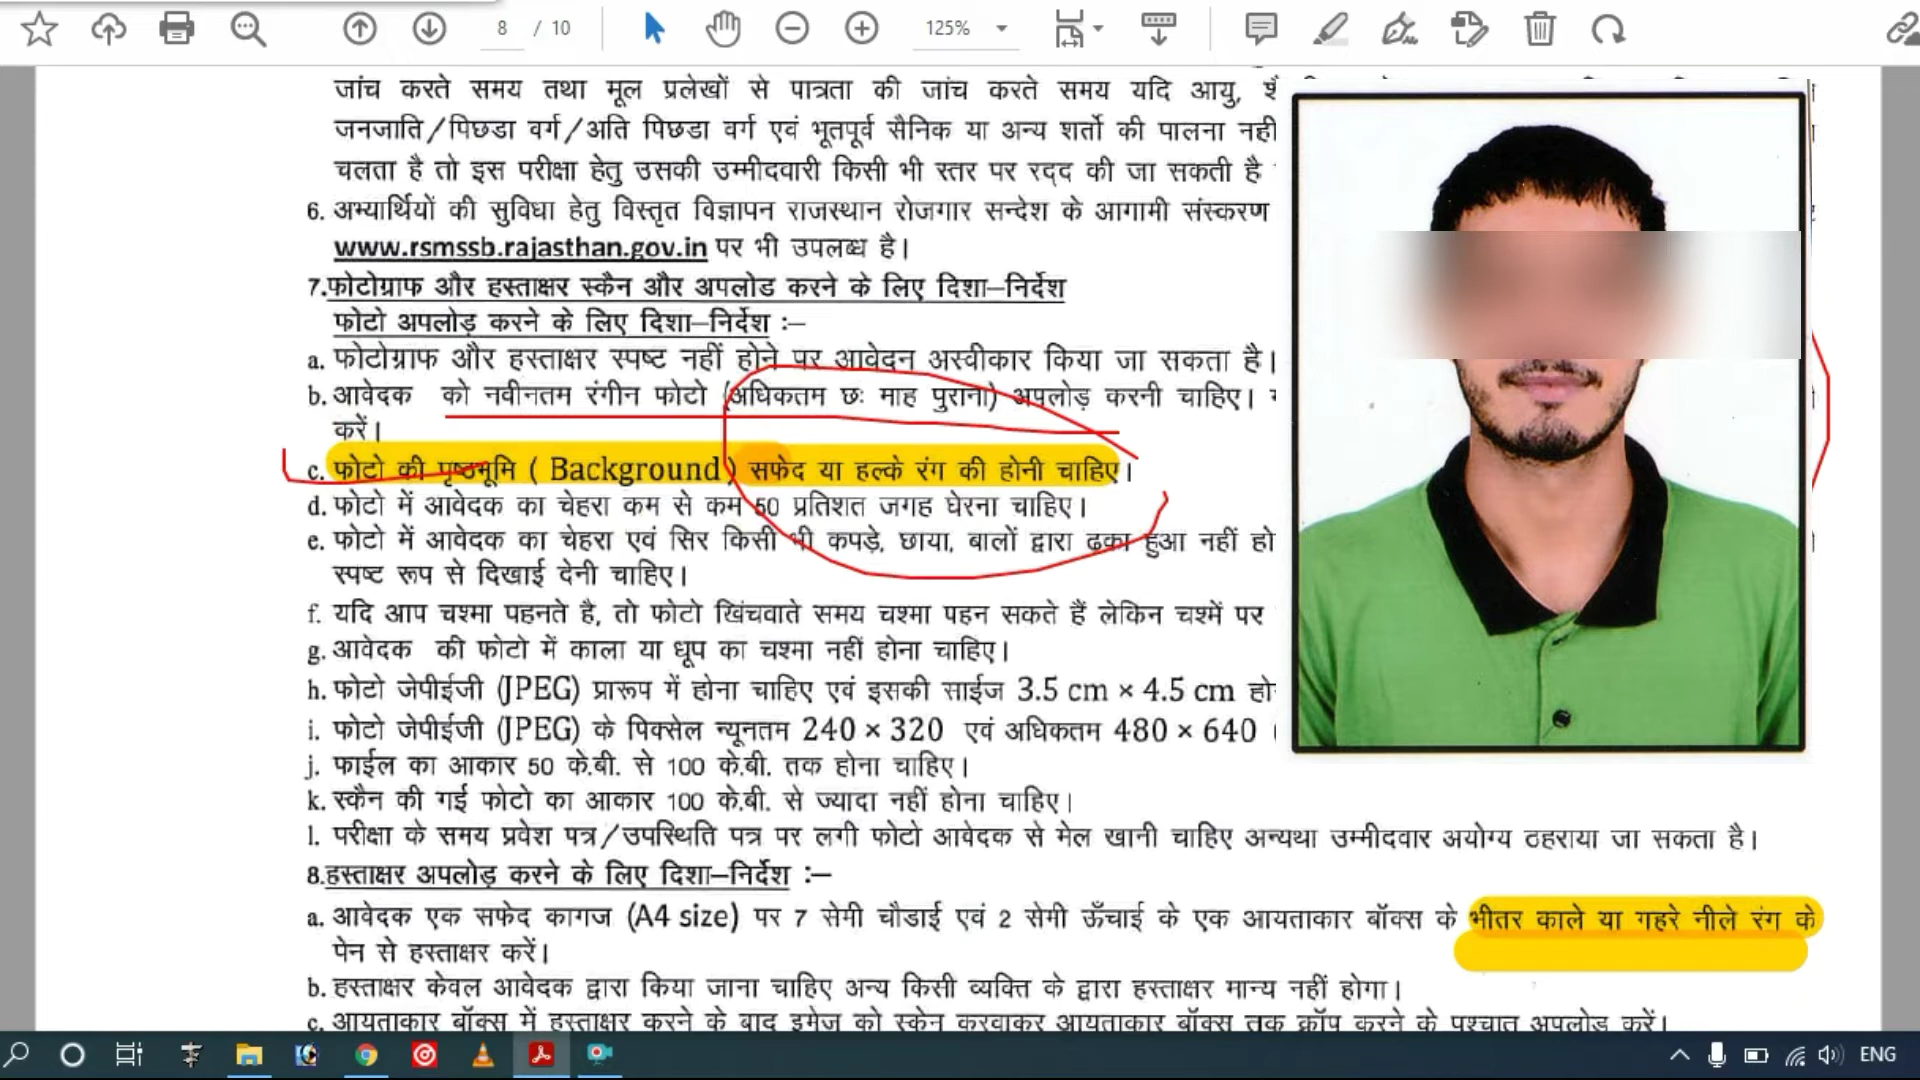 8 / 10
125%
जांच करते समय तथा मूल प्रलेखों से पात्रता की जांच करते समय यदि आयु,
जनजाति/पिछडा वर्ग/अति पिछडा वर्ग एवं भूतपूर्व सैनिक या अन्य शर्तो की पालना नही
चलता है तो इस परीक्षा हेतु उसकी उम्मीदवारी किसी भी स्तर पर रद्द की जा सकती है
6. अभ्यार्थियों की सुविधा हेतु विस्तृत विज्ञापन राजस्थान रोजगार सन्देश के आगामी संस्करण
www.rsmssb.rajasthan.gov.in पर भी उपलब्ध है।
7.फोटोग्राफ और हस्ताक्षर स्कैन और अपलोड करने के लिए दिशा–निर्देश
फोटो अपलोड़ करने के लिए दिशा–निर्देश :–
a. फोटोग्राफ और हस्ताक्षर स्पष्ट नहीं होने पर आवेदन अस्वीकार किया जा सकता है।
b. आवेदक को नवीनतम रंगीन फोटो (अधिकतम छः माह पुराना) अपलोड़ करनी चाहिए।
करें।
c. फोटो की पृष्ठभूमि ( Background ) सफेद या हल्के रंग की होनी चाहिए।
d. फोटो में आवेदक का चेहरा कम से कम 50 प्रतिशत जगह घेरना चाहिए।
e. फोटो में आवेदक का चेहरा एवं सिर किसी भी कपड़े, छाया, बालों द्वारा ढका हुआ नहीं हो
स्पष्ट रूप से दिखाई देनी चाहिए।
f. यदि आप चश्मा पहनते है, तो फोटो खिंचवाते समय चश्मा पहन सकते हैं लेकिन चश्में पर
g. आवेदक की फोटो में काला या धूप का चश्मा नहीं होना चाहिए।
h. फोटो जेपीईजी (JPEG) प्रारूप में होना चाहिए एवं इसकी साईज 3.5 cm × 4.5 cm
i. फोटो जेपीईजी (JPEG) के पिक्सेल न्यूनतम 240 × 320 एवं अधिकतम 480 × 640
j. फाईल का आकार 50 के.बी. से 100 के.बी. तक होना चाहिए।
k. स्कैन की गई फोटो का आकार 100 के.बी. से ज्यादा नहीं होना चाहिए।
l. परीक्षा के समय प्रवेश पत्र/उपस्थिति पत्र पर लगी फोटो आवेदक से मेल खानी चाहिए अन्यथा उम्मीदवार अयोग्य ठहराया जा सकता है।
8.हस्ताक्षर अपलोड़ करने के लिए दिशा–निर्देश :–
a. आवेदक एक सफेद कागज (A4 size) पर 7 सेमी चौडाई एवं 2 सेमी ऊँचाई के एक आयताकार बॉक्स के भीतर काले या गहरे नीले रंग के
पेन से हस्ताक्षर करें।
b. हस्ताक्षर केवल आवेदक द्वारा किया जाना चाहिए अन्य किसी व्यक्ति के द्वारा हस्ताक्षर मान्य नहीं होगा।
c. आयताकार बॉक्स में हस्ताक्षर करने के बाद इमेज को स्केन करवाकर आयताकार बॉक्स तक क्रॉप करने के पश्चात अपलोड़ करें।
ENG